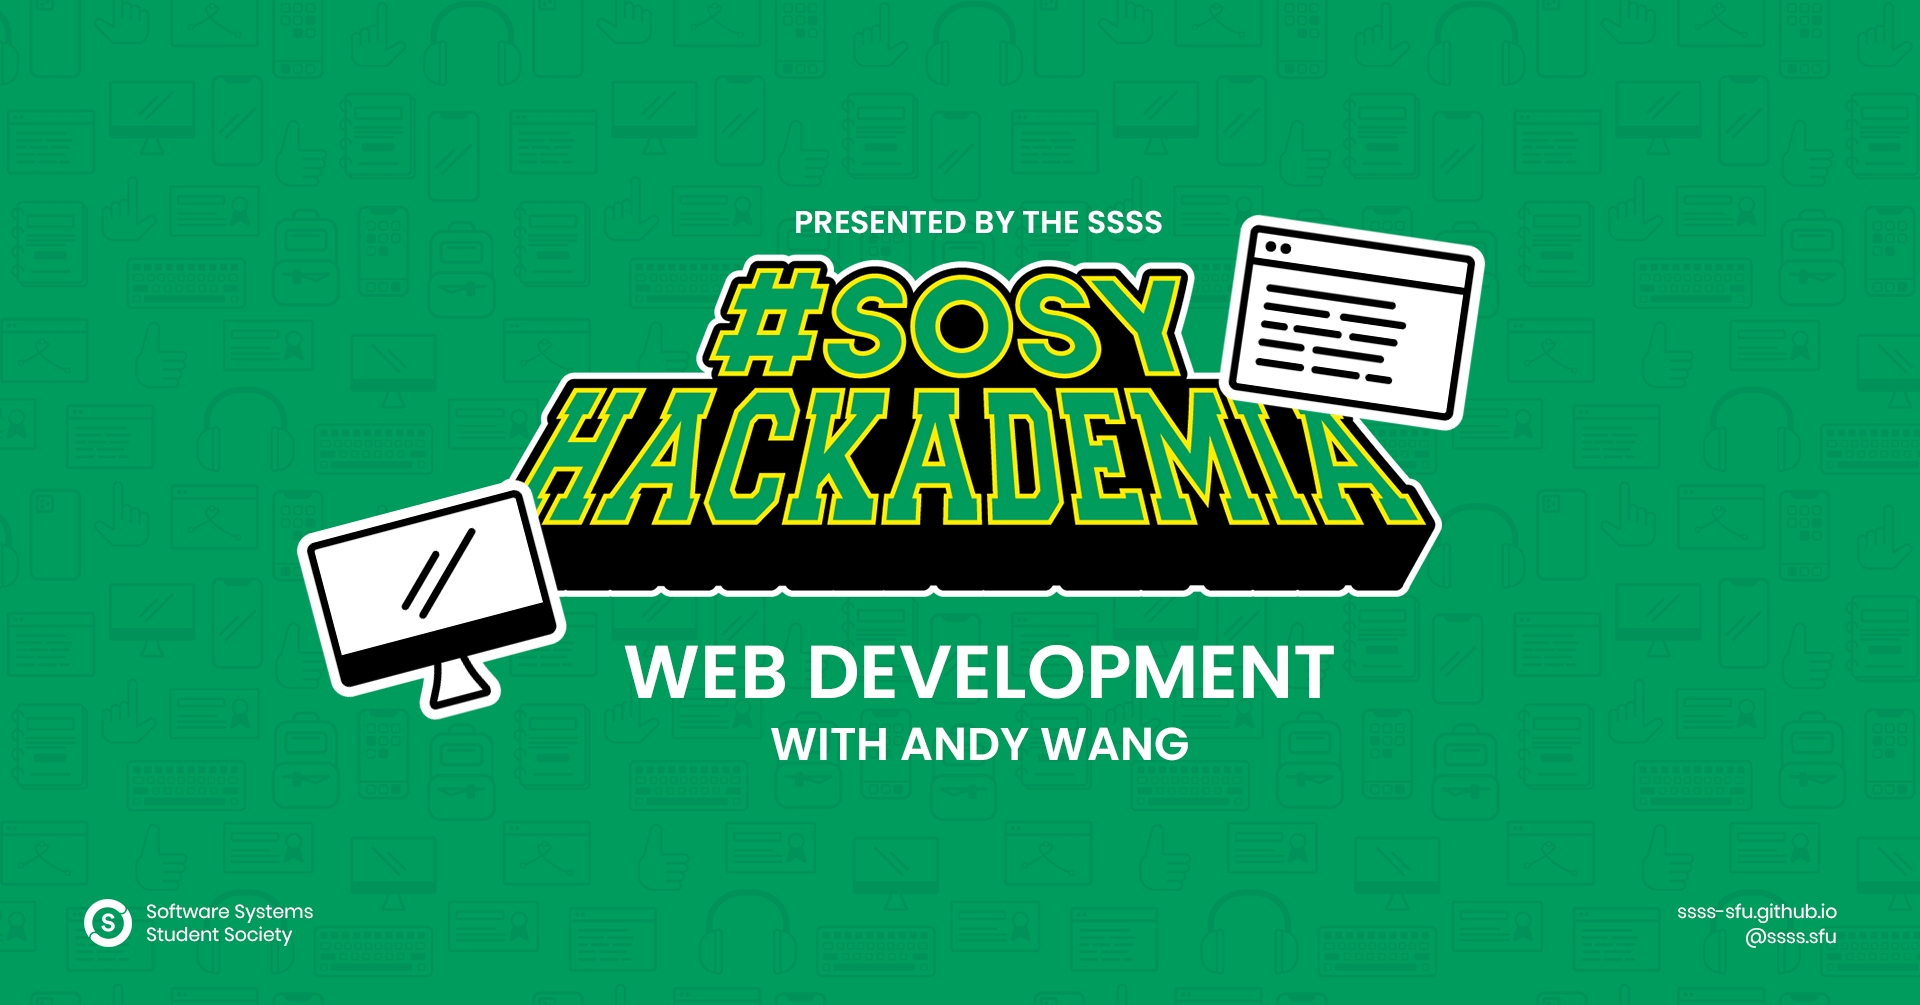 PRESENTED BY THE SSSS
#SOSY
HACKADEMIA
WEB DEVELOPMENT
WITH ANDY WANG
S
Software Systems
Student Society
ssss-sfu.github.io
@ssss.sfu